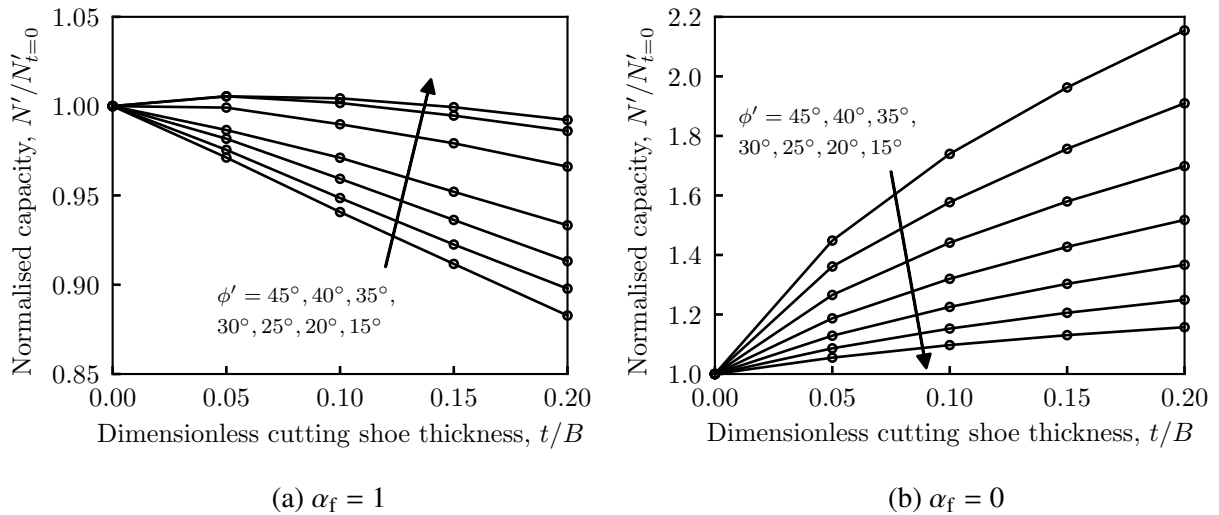 1.05
1.00
0.95
0.90
0.85
Normalised capacity, N′/N′t=0
ϕ′ = 45°, 40°, 35°,
30°, 25°, 20°, 15°
0.00 0.05 0.10 0.15 0.20
Dimensionless cutting shoe thickness, t/B
(a) αf = 1
2.2
2.0
1.8
1.6
1.4
1.2
1.0
Normalised capacity, N′/N′t=0
ϕ′ = 45°, 40°, 35°,
30°, 25°, 20°, 15°
0.00 0.05 0.10 0.15 0.20
Dimensionless cutting shoe thickness, t/B
(b) αf = 0